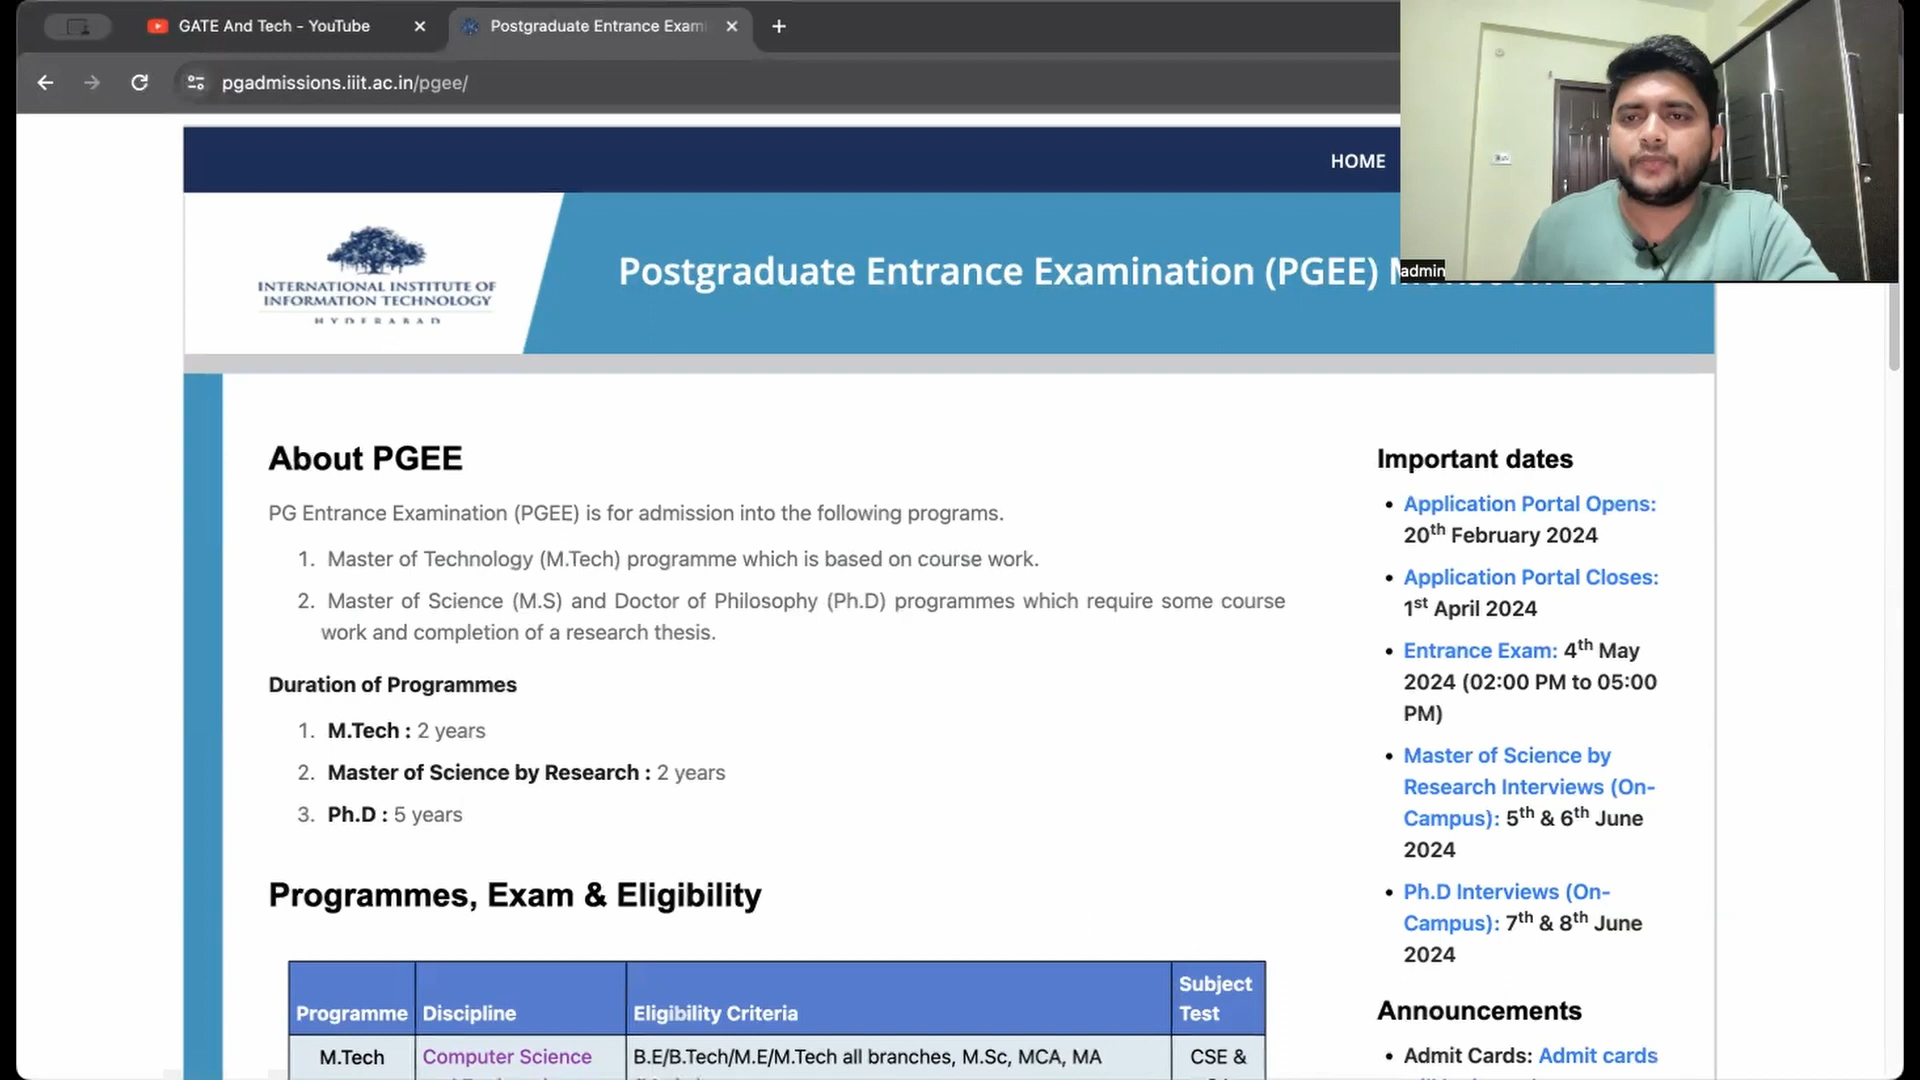 GATE And Tech - YouTube
Postgraduate Entrance Exami
pgadmissions.iiit.ac.in/pgee/
HOME
INTERNATIONAL INSTITUTE OF
INFORMATION TECHNOLOGY
HYDERABAD
Postgraduate Entrance Examination (PGEE)
admin
About PGEE
PG Entrance Examination (PGEE) is for admission into the following programs.
1. Master of Technology (M.Tech) programme which is based on course work.
2. Master of Science (M.S) and Doctor of Philosophy (Ph.D) programmes which require some course
work and completion of a research thesis.
Duration of Programmes
1. M.Tech : 2 years
2. Master of Science by Research : 2 years
3. Ph.D : 5 years
Programmes, Exam & Eligibility
Programme Discipline Eligibility Criteria Subject
Test
M.Tech Computer Science B.E/B.Tech/M.E/M.Tech all branches, M.Sc, MCA, MA CSE &
Important dates
• Application Portal Opens:
20th February 2024
• Application Portal Closes:
1st April 2024
• Entrance Exam: 4th May
2024 (02:00 PM to 05:00
PM)
• Master of Science by
Research Interviews (On-
Campus): 5th & 6th June
2024
• Ph.D Interviews (On-
Campus): 7th & 8th June
2024
Announcements
• Admit Cards: Admit cards